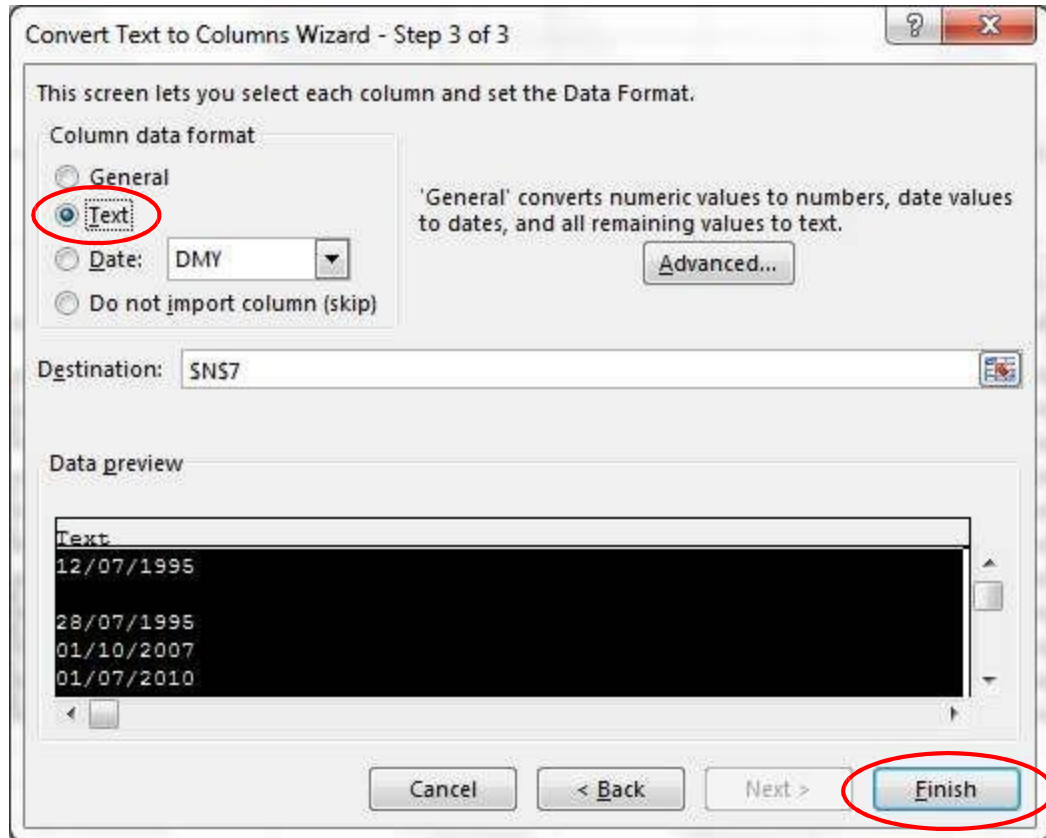 Convert Text to Columns Wizard - Step 3 of 3
?
This screen lets you select each column and set the Data Format.
Column data format
General
Text
Date: DMY
Do not import column (skip)
'General' converts numeric values to numbers, date values
to dates, and all remaining values to text.
Advanced...
Destination: $N$7
Data preview
Text
12/07/1995
28/07/1995
01/10/2007
01/07/2010
Cancel
< Back
Next >
Finish